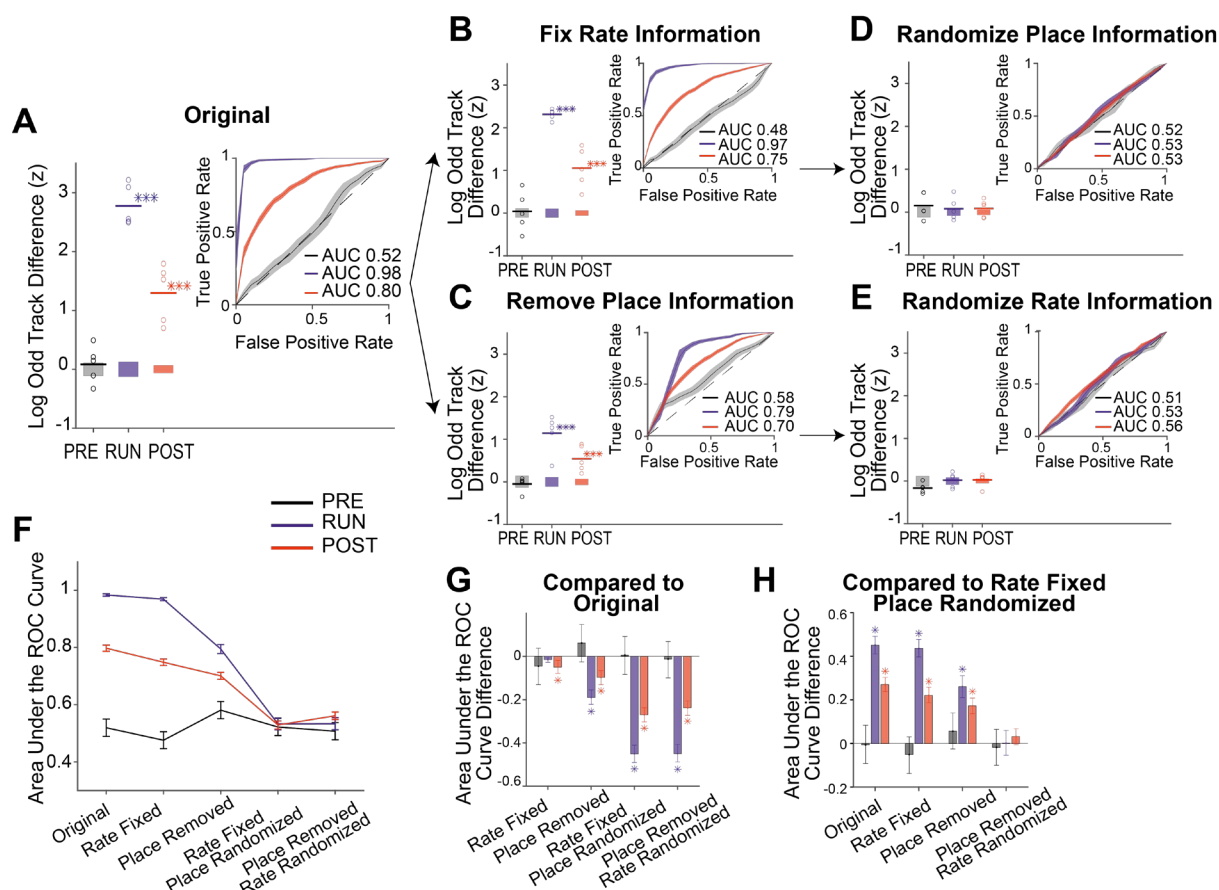 A
Original
Log Odd Track Difference (z)
3
2
1
0
-1
***
***
PRE RUN POST
True Positive Rate
1
0.5
0
0.5
1
AUC 0.52
AUC 0.98
AUC 0.80
False Positive Rate
B
Fix Rate Information
Log Odd Track
Difference (z)
3
2
1
0
-1
***
***
PRE RUN POST
True Positive Rate
1
0.5
0
0.5
1
AUC 0.48
AUC 0.97
AUC 0.75
False Positive Rate
D
Randomize Place Information
Log Odd Track
Difference (z)
3
2
1
0
-1
PRE RUN POST
True Positive Rate
1
0.5
0
0.5
1
AUC 0.52
AUC 0.53
AUC 0.53
False Positive Rate
C
Remove Place Information
Log Odd Track
Difference (z)
3
2
1
0
-1
***
***
PRE RUN POST
True Positive Rate
1
0.5
0
0.5
1
AUC 0.58
AUC 0.79
AUC 0.70
False Positive Rate
E
Randomize Rate Information
Log Odd Track
Difference (z)
3
2
1
0
-1
PRE RUN POST
True Positive Rate
1
0.5
0
0.5
1
AUC 0.51
AUC 0.53
AUC 0.56
False Positive Rate
F
PRE
RUN
POST
Area Under the ROC Curve
1
0.8
0.6
0.4
Original
Rate Fixed
Place Removed
Rate Fixed
Place Randomized
Place Removed
Rate Randomized
G
Compared to
Original
Area Uunder the ROC
Curve Difference
0
-0.2
-0.4
-0.6
*
*
*
*
*
*
*
Rate Fixed
Place Removed
Rate Fixed
Place Randomized
Place Removed
Rate Randomized
H
Compared to Rate Fixed
Place Randomized
Area Under the ROC
Curve Difference
0.6
0.4
0.2
0
0.2
*
*
*
*
*
*
Original
Rate Fixed
Place Removed
Place Removed
Rate Randomized